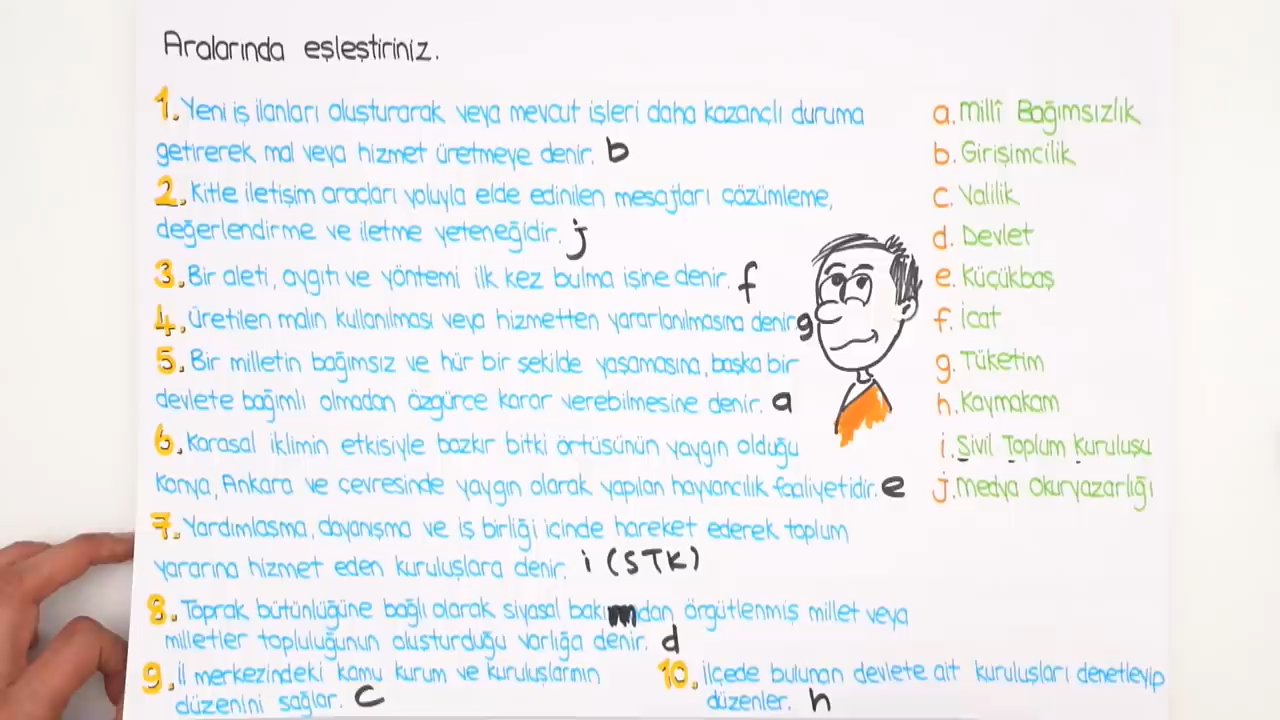 Aralarında eşleştiriniz.
1. Yeni iş ilanları oluşturarak veya mevcut işleri daha kazançlı duruma
getirerek mal veya hizmet üretmeye denir. b
2. Kitle iletişim araçları yoluyla elde edinilen mesajları çözümleme,
değerlendirme ve iletme yeteneğidir. j
3. Bir aleti, aygıtı ve yöntemi ilk kez bulma işine denir. f
4. Üretilen malın kullanılması veya hizmetten yararlanılmasına denir. g
5. Bir milletin bağımsız ve hür bir şekilde yaşamasına, başka bir
devlete bağımlı olmadan özgürce karar verebilmesine denir. a
6. Karasal iklimin etkisiyle bozkır bitki örtüsünün yaygın olduğu
Konya, Ankara ve çevresinde yaygın olarak yapılan hayvancılık faaliyetidir. e
7. Yardımlaşma, dayanışma ve iş birliği içinde hareket ederek toplum
yararına hizmet eden kuruluşlara denir. i (STK)
8. Toprak bütünlüğüne bağlı olarak siyasal bakımdan örgütlenmiş millet veya
milletler topluluğunun oluşturduğu varlığa denir. d
9. İl merkezindeki kamu kurum ve kuruluşlarının
düzenini sağlar. c
10. İlçede bulunan devlete ait kuruluşları denetleyip
düzenler. h
a. Millî Bağımsızlık
b. Girişimcilik
c. Valilik
d. Devlet
e. Küçükbaş
f. İcat
g. Tüketim
h. Kaymakam
i. Sivil Toplum Kuruluşu
j. Medya Okuryazarlığı